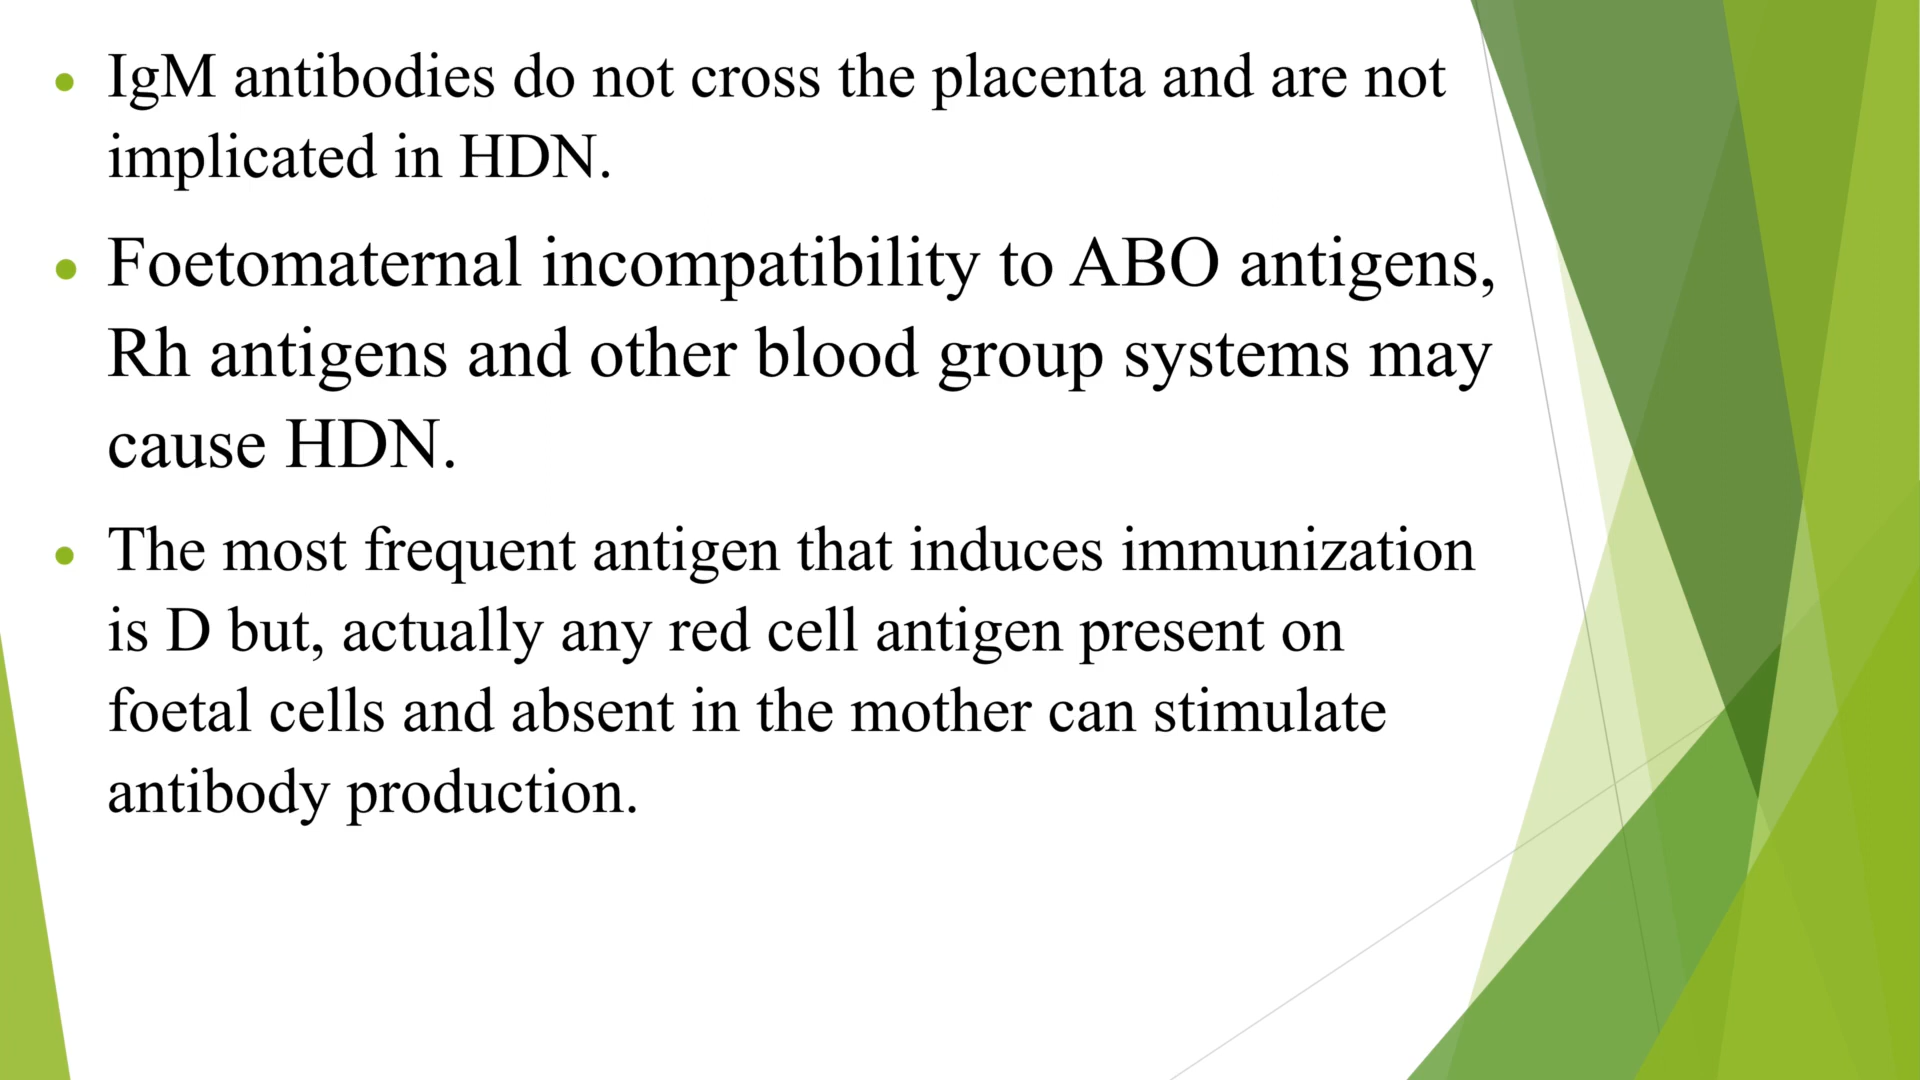 • IgM antibodies do not cross the placenta and are not
implicated in HDN.
• Foetomaternal incompatibility to ABO antigens,
Rh antigens and other blood group systems may
cause HDN.
• The most frequent antigen that induces immunization
is D but, actually any red cell antigen present on
foetal cells and absent in the mother can stimulate
antibody production.